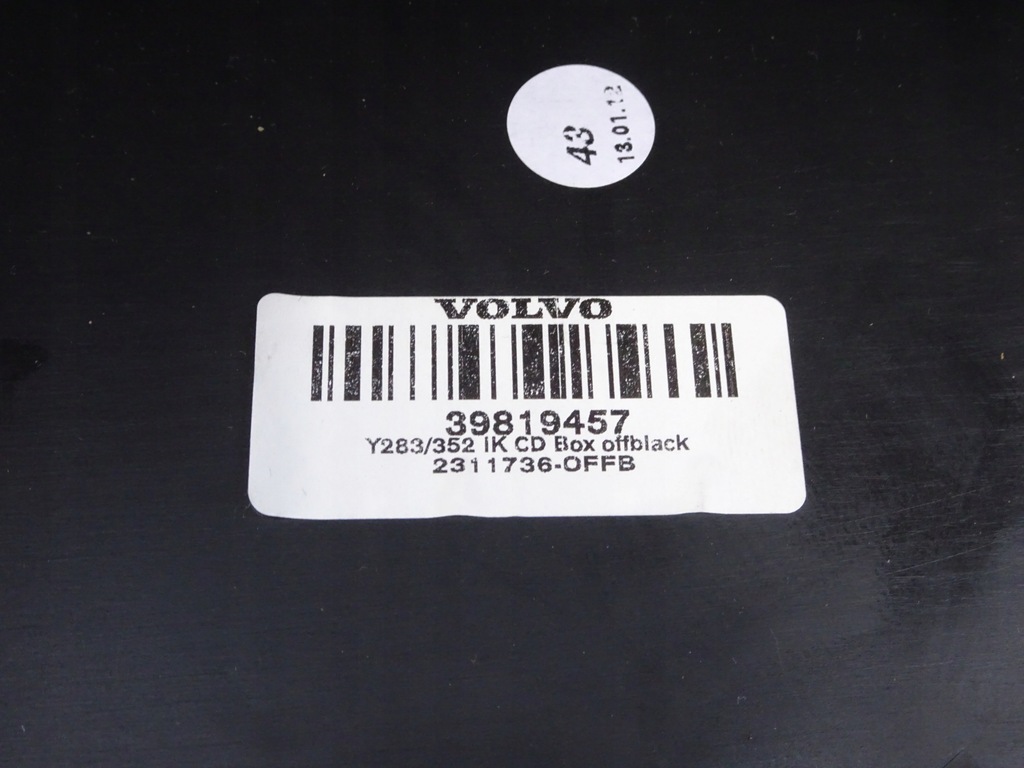 43
13.01.12
VOLVO
39819457
Y283/352 IK CD Box offblack
2311736-OFFB